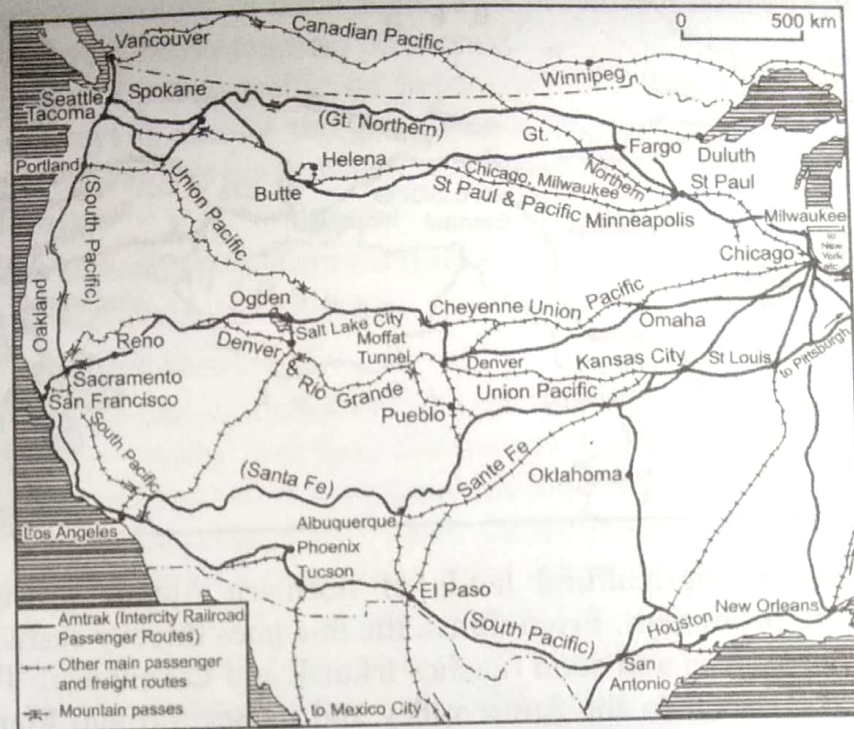 0 500 km
Canadian Pacific
Vancouver
Winnipeg
Seattle
Tacoma
Spokane
(Gt. Northern)
Gt.
Northern
Fargo
Duluth
Portland
Helena
Butte
Chicago, Milwaukee
St Paul & Pacific
St Paul
Minneapolis
Milwaukee
to
New
York
etc
Chicago
Union Pacific
(South Pacific)
Oakland
Ogden
Salt Lake City
Cheyenne Union
Pacific
Omaha
Reno
Denver
& Rio
Grande
Moffat
Tunnel
Denver
Kansas City
St Louis
to Pittsburgh
Sacramento
San Francisco
Union Pacific
Pueblo
South Pacific
(Santa Fe)
Sante Fe
Oklahoma
Los Angeles
Albuquerque
Phoenix
Tucson
El Paso
(South Pacific)
Houston
New Orleans
San
Antonio
to Mexico City
Amtrak (Intercity Railroad
Passenger Routes)
Other main passenger
and freight routes
Mountain passes